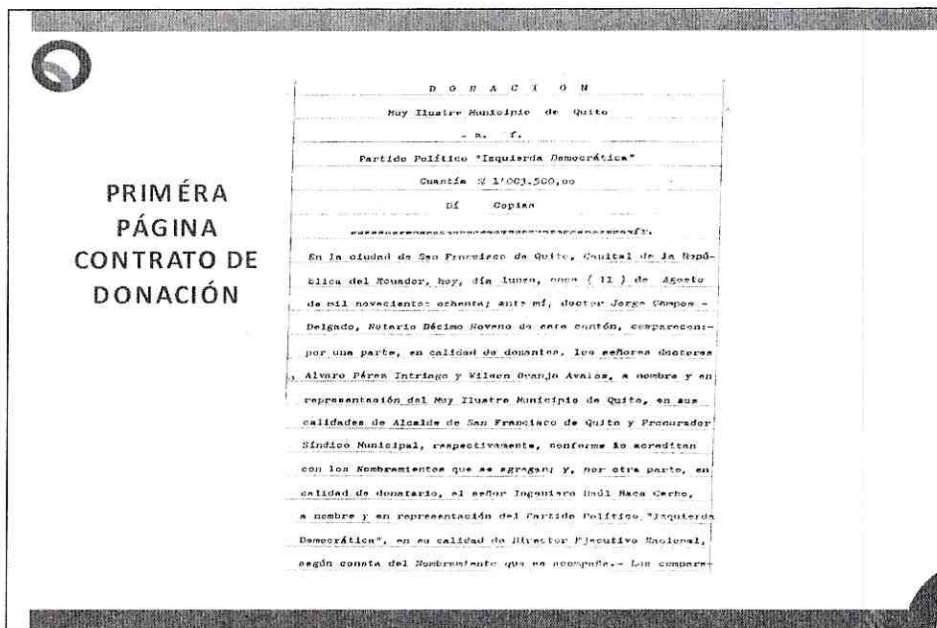 PRIMÉRA
PÁGINA
CONTRATO DE
DONACIÓN
D O N A C I O N
Muy Ilustre Municipio de Quito
a. f.
Partido Político "Izquierda Democrática"
Cuantía S/ 1'003.500,oo
Dí Copias
En la ciudad de San Francisco de Quito, Capital de la Repú-
blica del Ecuador, hoy, día lunes, once ( 11 ) de Agosto
de mil novecientos ochenta; ante mí, doctor Jorge Campos -
Delgado, Notario Décimo Noveno de este cantón, comparecen:-
por una parte, en calidad de donantes, los señores doctores
Alvaro Pérez Intriago y Wilson Granja Avalos, a nombre y en
representación del Muy Ilustre Municipio de Quito, en sus
calidades de Alcalde de San Francisco de Quito y Procurador
Síndico Municipal, respectivamente, conforme lo acreditan
con los Nombramientos que se agregan; y, por otra parte, en
calidad de donatario, el señor Ingeniero Raúl Baca Carbo,
a nombre y en representación del Partido Político "Izquierda
Democrática", en su calidad de Director Ejecutivo Nacional,
según consta del Nombramiento que se acompaña.- Los compare-